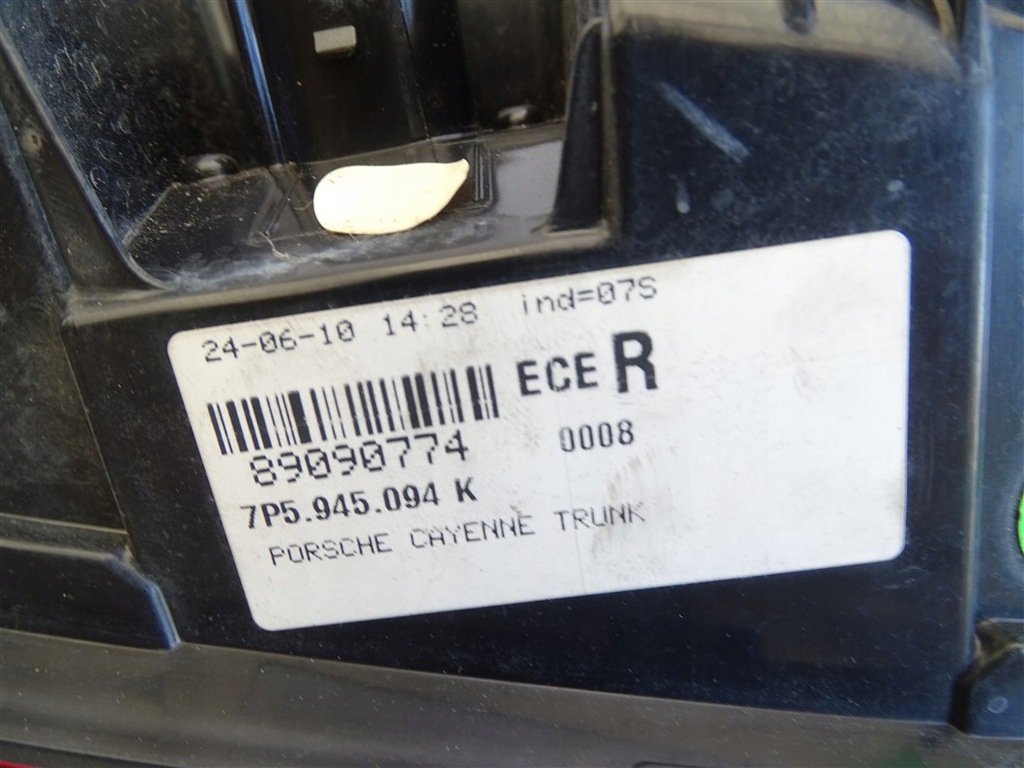 24-06-10 14:28 ind=07S
ECE R
89090774 0008
7P5.945.094 K
PORSCHE CAYENNE TRUNK